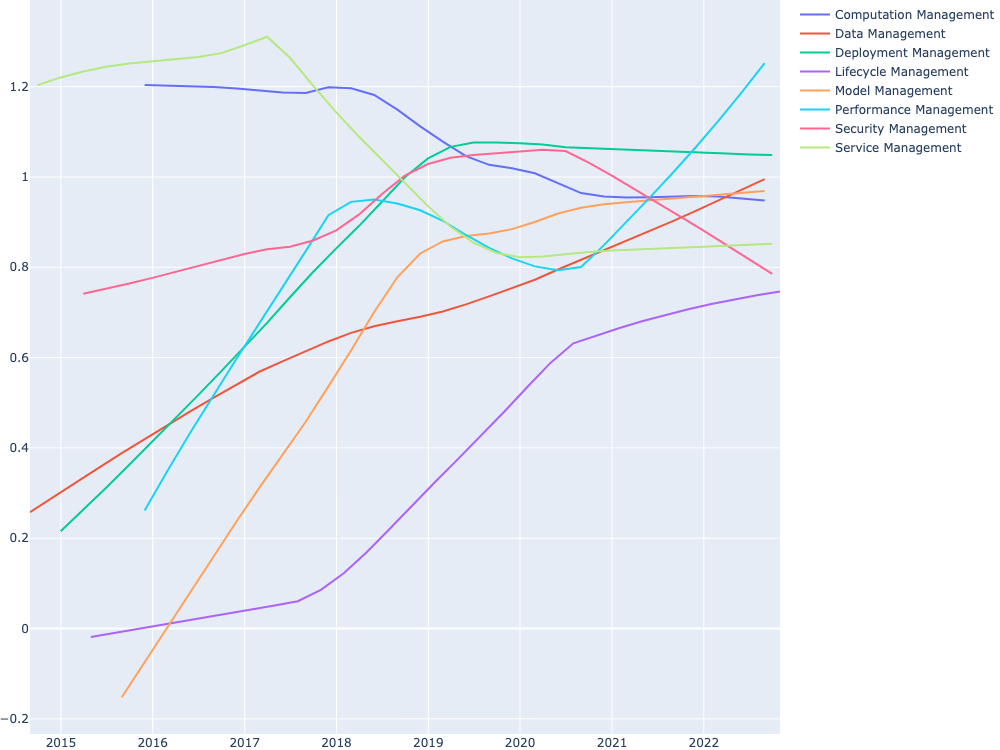 Computation Management
Data Management
Deployment Management
Lifecycle Management
Model Management
Performance Management
Security Management
Service Management
1.2
1
0.8
0.6
0.4
0.2
0
−0.2
2015 2016 2017 2018 2019 2020 2021 2022